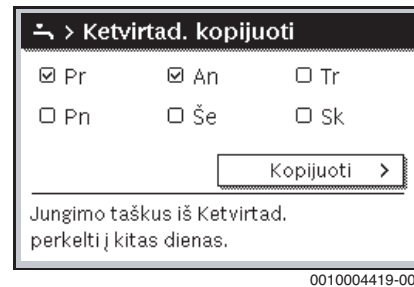 > Ketvirtad. kopijuoti
Pr An Tr
Pn Še Sk
Kopijuoti >
Jungimo taškus iš Ketvirtad.
perkelti į kitas dienas.
0010004419-00